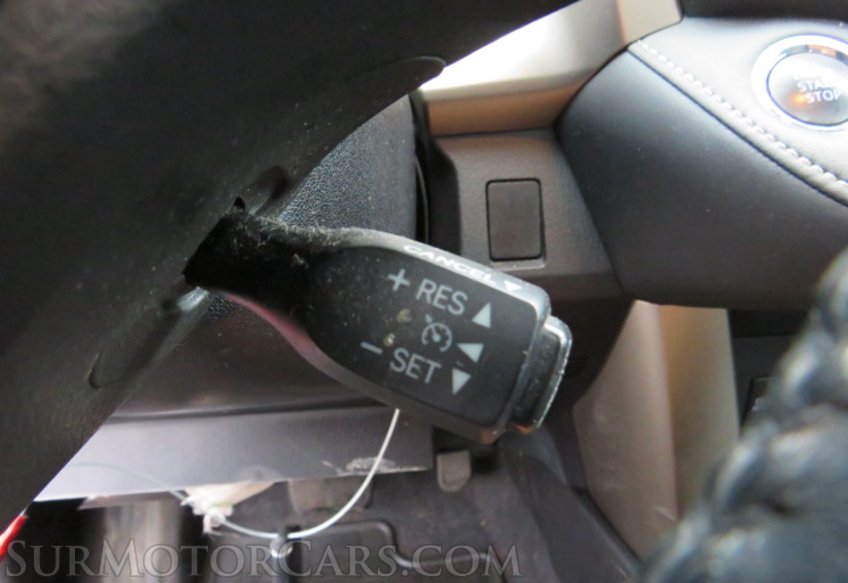 START
STOP
CANCEL ▼
+ RES ▲
◀
− SET ▼
SURMOTORCARS.COM